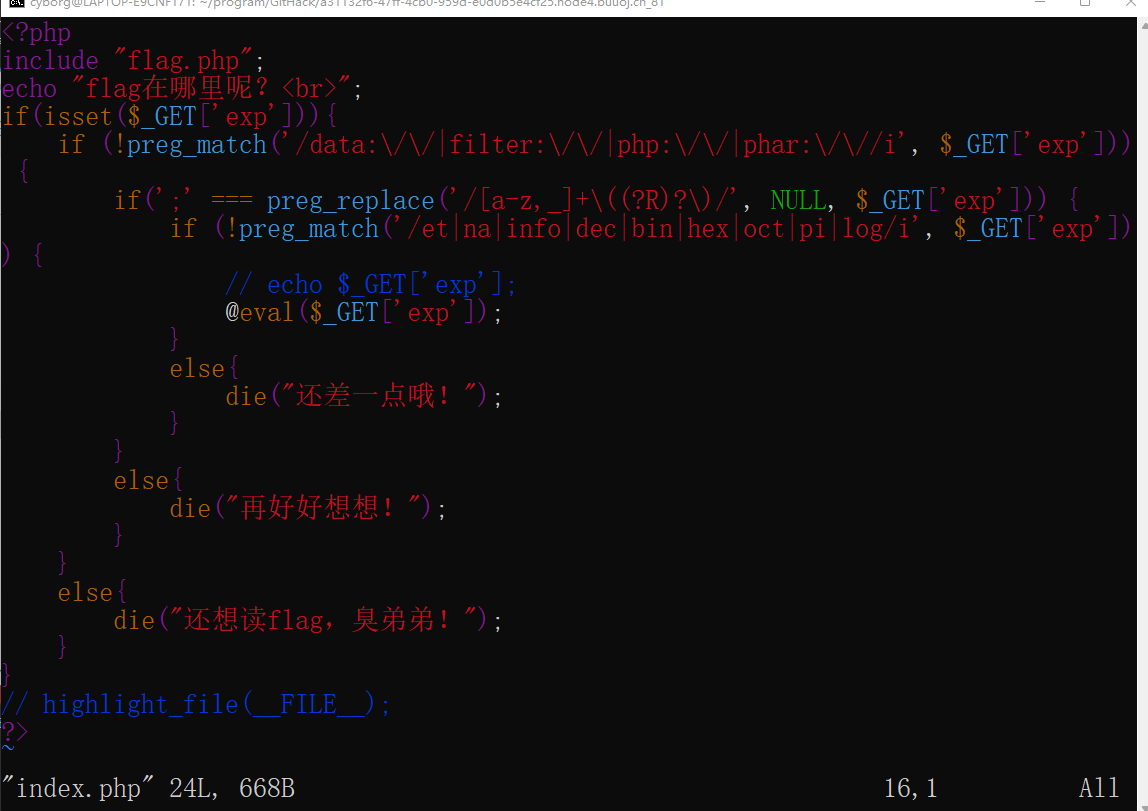 cyborg@LAPTOP-E9CNF171: ~/program/GitHack/a31132f6-47ff-4cb0-959d-e0d0b5e4cf25.node4.buuoj.cn_81
<?php
include "flag.php";
echo "flag在哪里呢？<br>";
if(isset($_GET['exp'])){
    if (!preg_match('/data:\/\/|filter:\/\/|php:\/\/|phar:\/\//i', $_GET['exp']))
 {
        if(';' === preg_replace('/[a-z,_]+\((?R)?\)/', NULL, $_GET['exp'])) {
            if (!preg_match('/et|na|info|dec|bin|hex|oct|pi|log/i', $_GET['exp'])
) {
                // echo $_GET['exp'];
                @eval($_GET['exp']);
            }
            else{
                die("还差一点哦！");
            }
        }
        else{
            die("再好好想想！");
        }
    }
    else{
        die("还想读flag，臭弟弟！");
    }
}
// highlight_file(__FILE__);
?>
~
"index.php" 24L, 668B 16,1 All